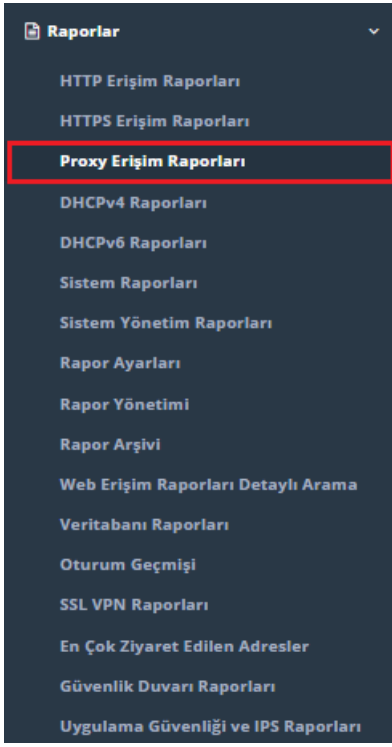 Raporlar
HTTP Erişim Raporları
HTTPS Erişim Raporları
Proxy Erişim Raporları
DHCPv4 Raporları
DHCPv6 Raporları
Sistem Raporları
Sistem Yönetim Raporları
Rapor Ayarları
Rapor Yönetimi
Rapor Arşivi
Web Erişim Raporları Detaylı Arama
Veritabanı Raporları
Oturum Geçmişi
SSL VPN Raporları
En Çok Ziyaret Edilen Adresler
Güvenlik Duvarı Raporları
Uygulama Güvenliği ve IPS Raporları